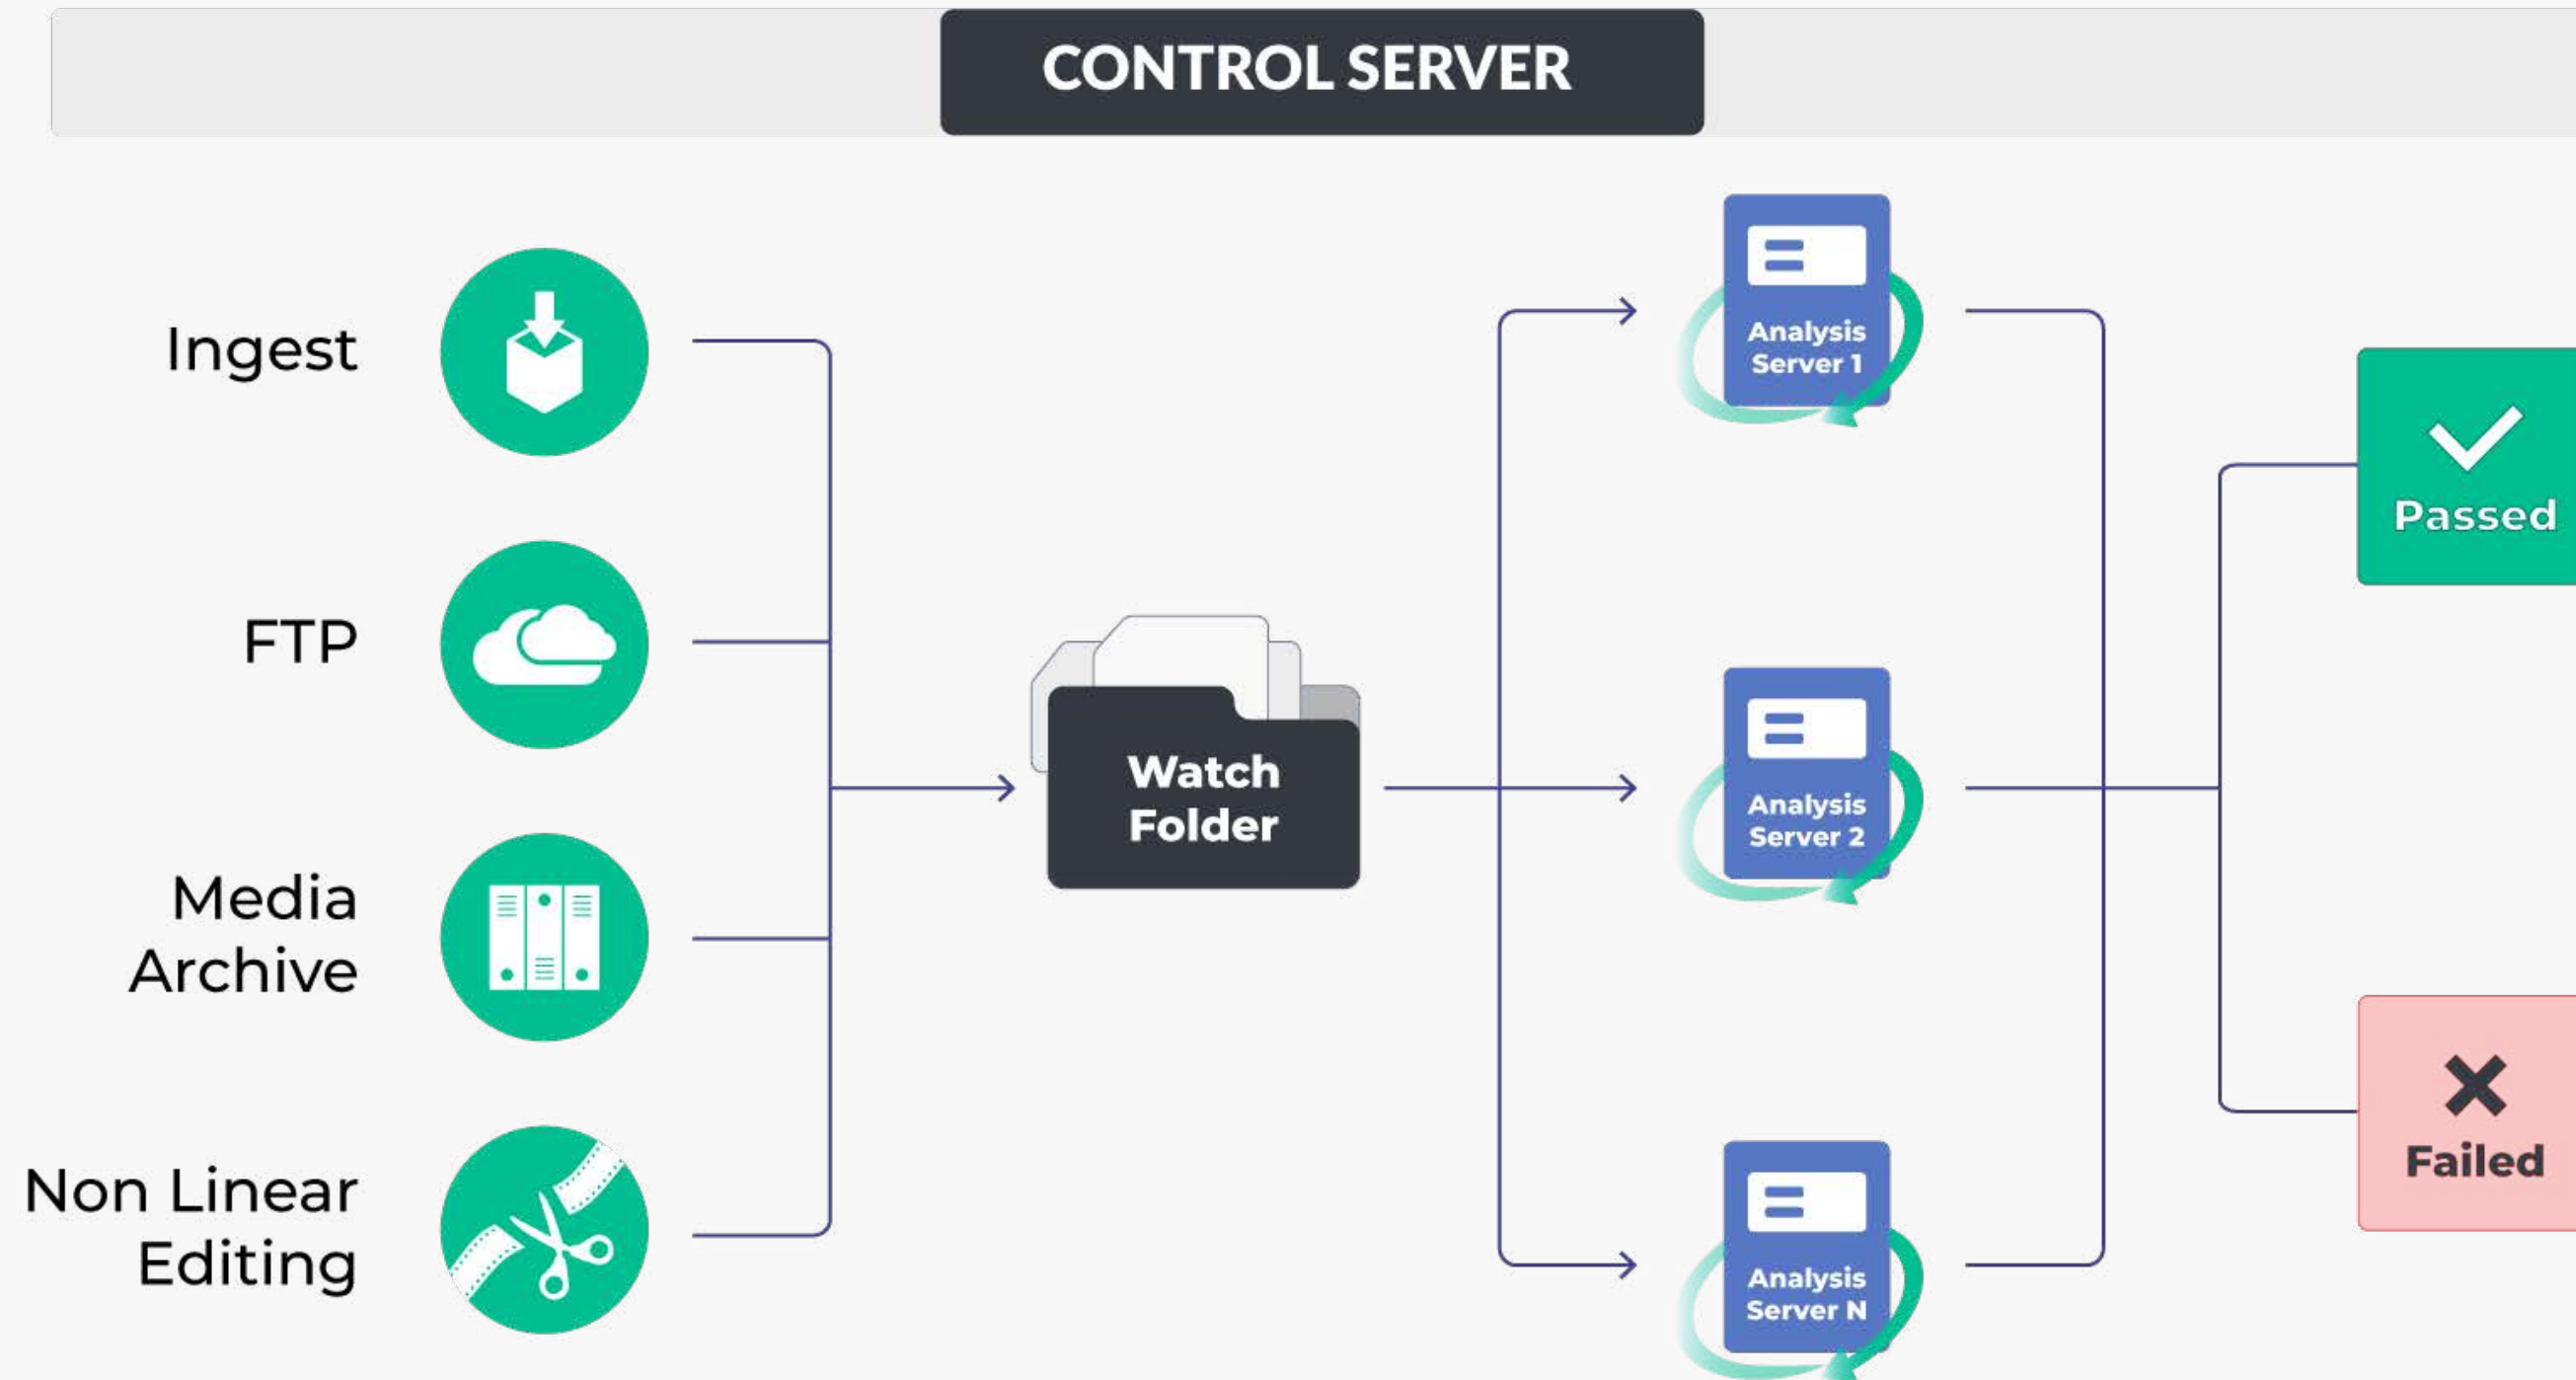 CONTROL SERVER
Ingest
FTP
Media
Archive
Non Linear
Editing
Watch
Folder
Analysis
Server 1
Analysis
Server 2
Analysis
Server N
Passed
Failed